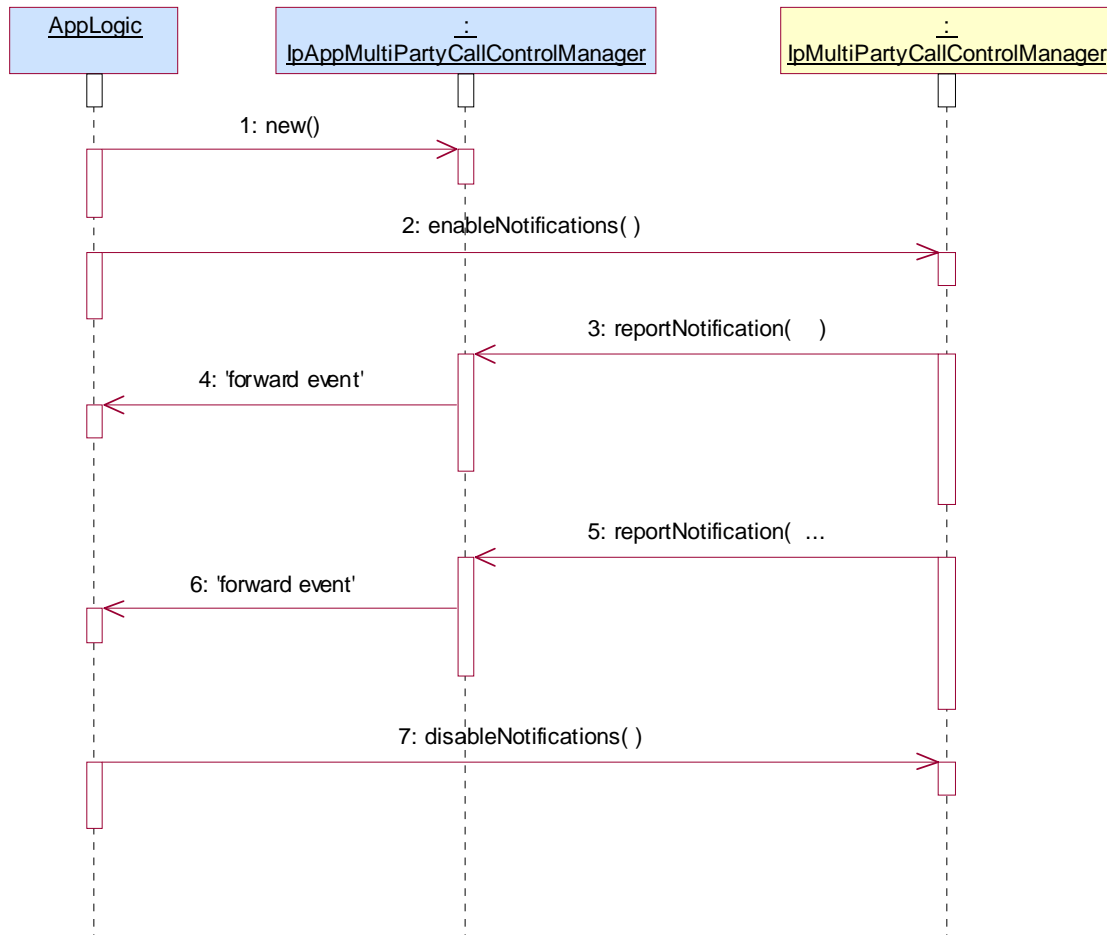 AppLogic
:
IpAppMultiPartyCallControlManager
:
IpMultiPartyCallControlManager
1: new()
2: enableNotifications( )
3: reportNotification(    )
4: 'forward event'
5: reportNotification(  ...
6: 'forward event'
7: disableNotifications( )